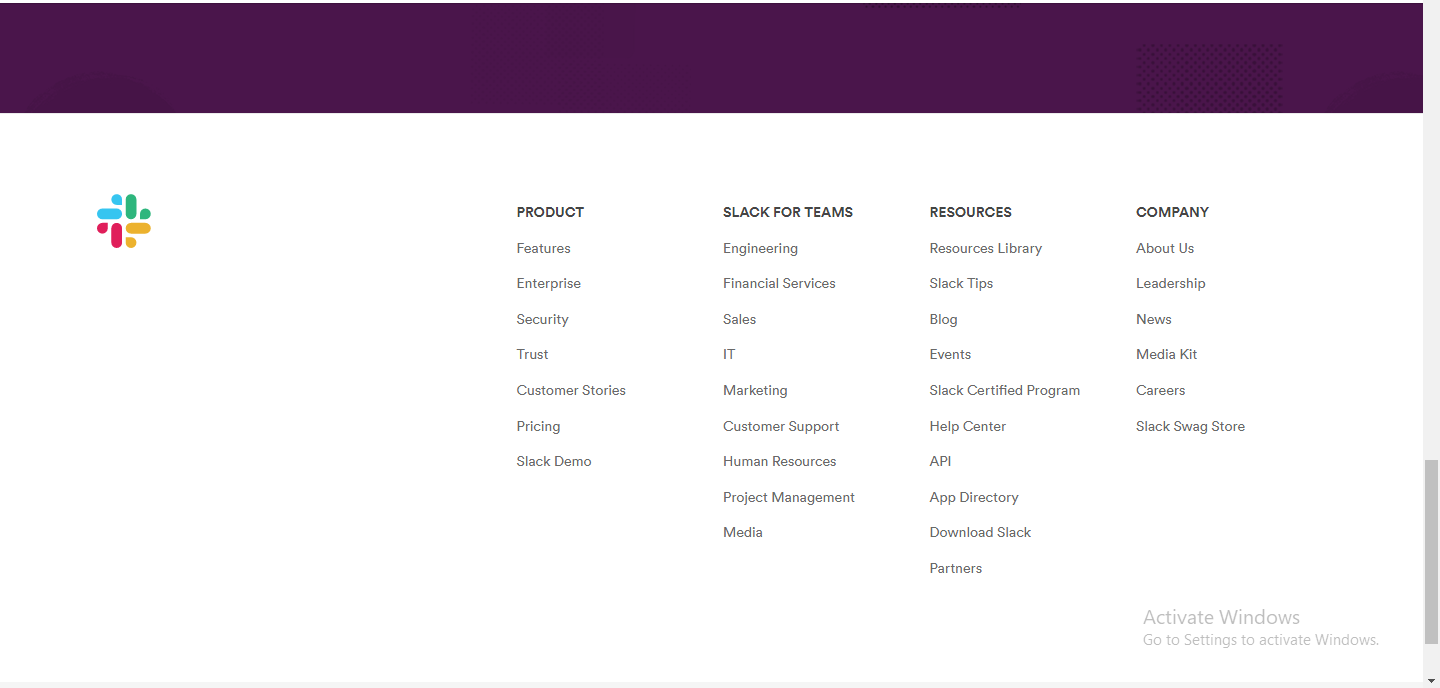 PRODUCT
Features
Enterprise
Security
Trust
Customer Stories
Pricing
Slack Demo
SLACK FOR TEAMS
Engineering
Financial Services
Sales
IT
Marketing
Customer Support
Human Resources
Project Management
Media
RESOURCES
Resources Library
Slack Tips
Blog
Events
Slack Certified Program
Help Center
API
App Directory
Download Slack
Partners
COMPANY
About Us
Leadership
News
Media Kit
Careers
Slack Swag Store
Activate Windows
Go to Settings to activate Windows.